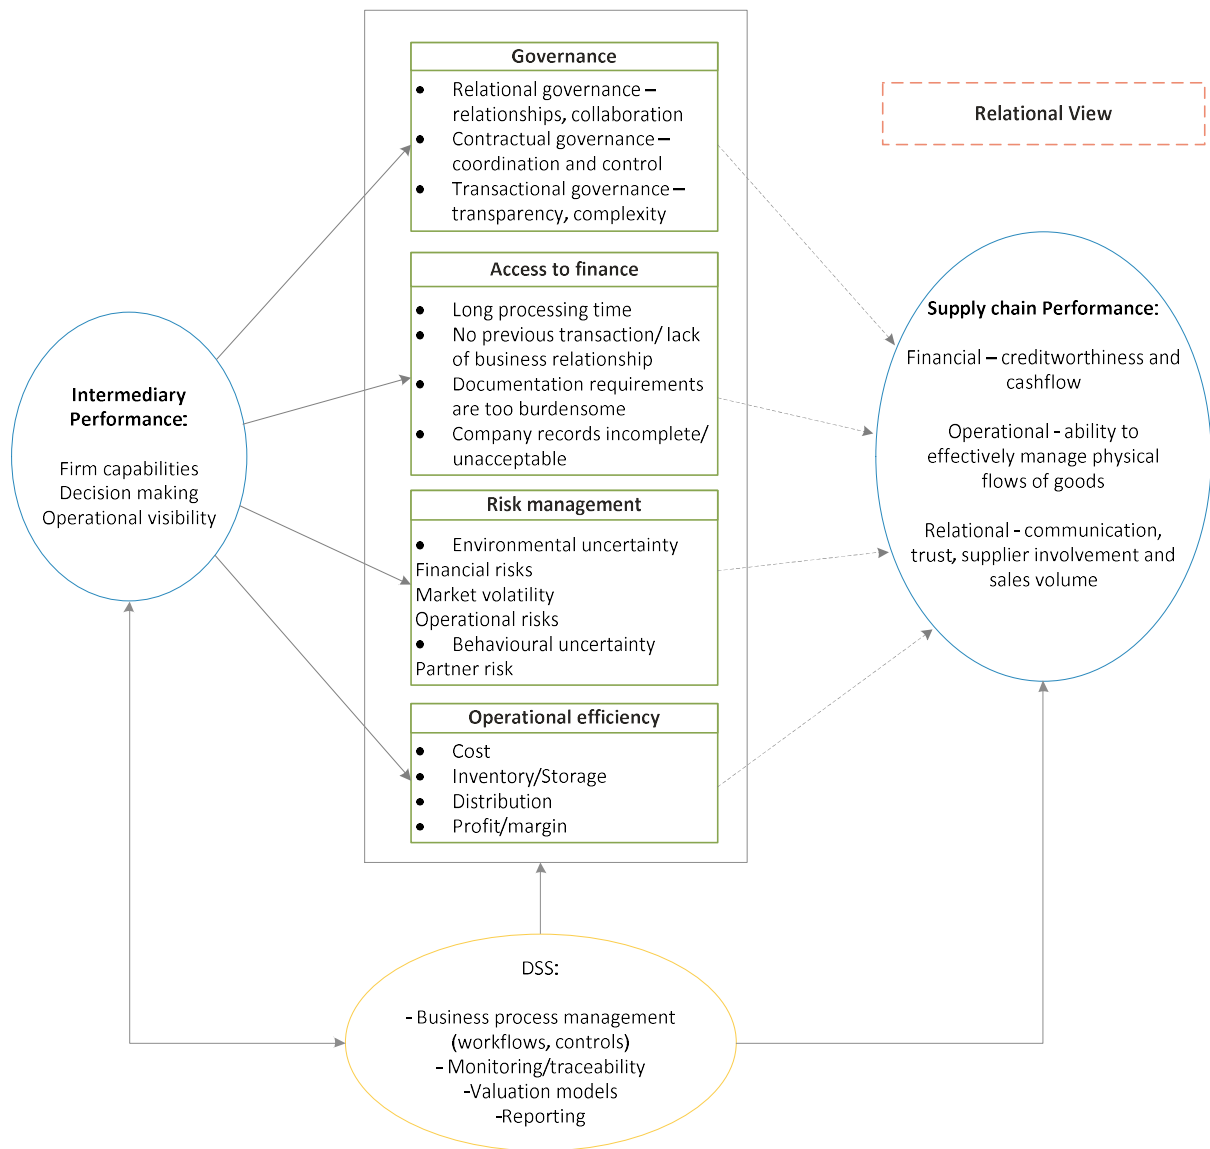 Governance
● Relational governance – relationships, collaboration
● Contractual governance – coordination and control
● Transactional governance – transparency, complexity
Relational View
Access to finance
● Long processing time
● No previous transaction/ lack
of business relationship
● Documentation requirements
are too burdensome
● Company records incomplete/
unacceptable
Intermediary
Performance:
Firm capabilities
Decision making
Operational visibility
Supply chain Performance:
Financial – creditworthiness and
cashflow
Operational - ability to
effectively manage physical
flows of goods
Relational - communication,
trust, supplier involvement and
sales volume
Risk management
● Environmental uncertainty
Financial risks
Market volatility
Operational risks
● Behavioural uncertainty
Partner risk
Operational efficiency
● Cost
● Inventory/Storage
● Distribution
● Profit/margin
DSS:
- Business process management
(workflows, controls)
- Monitoring/traceability
-Valuation models
-Reporting